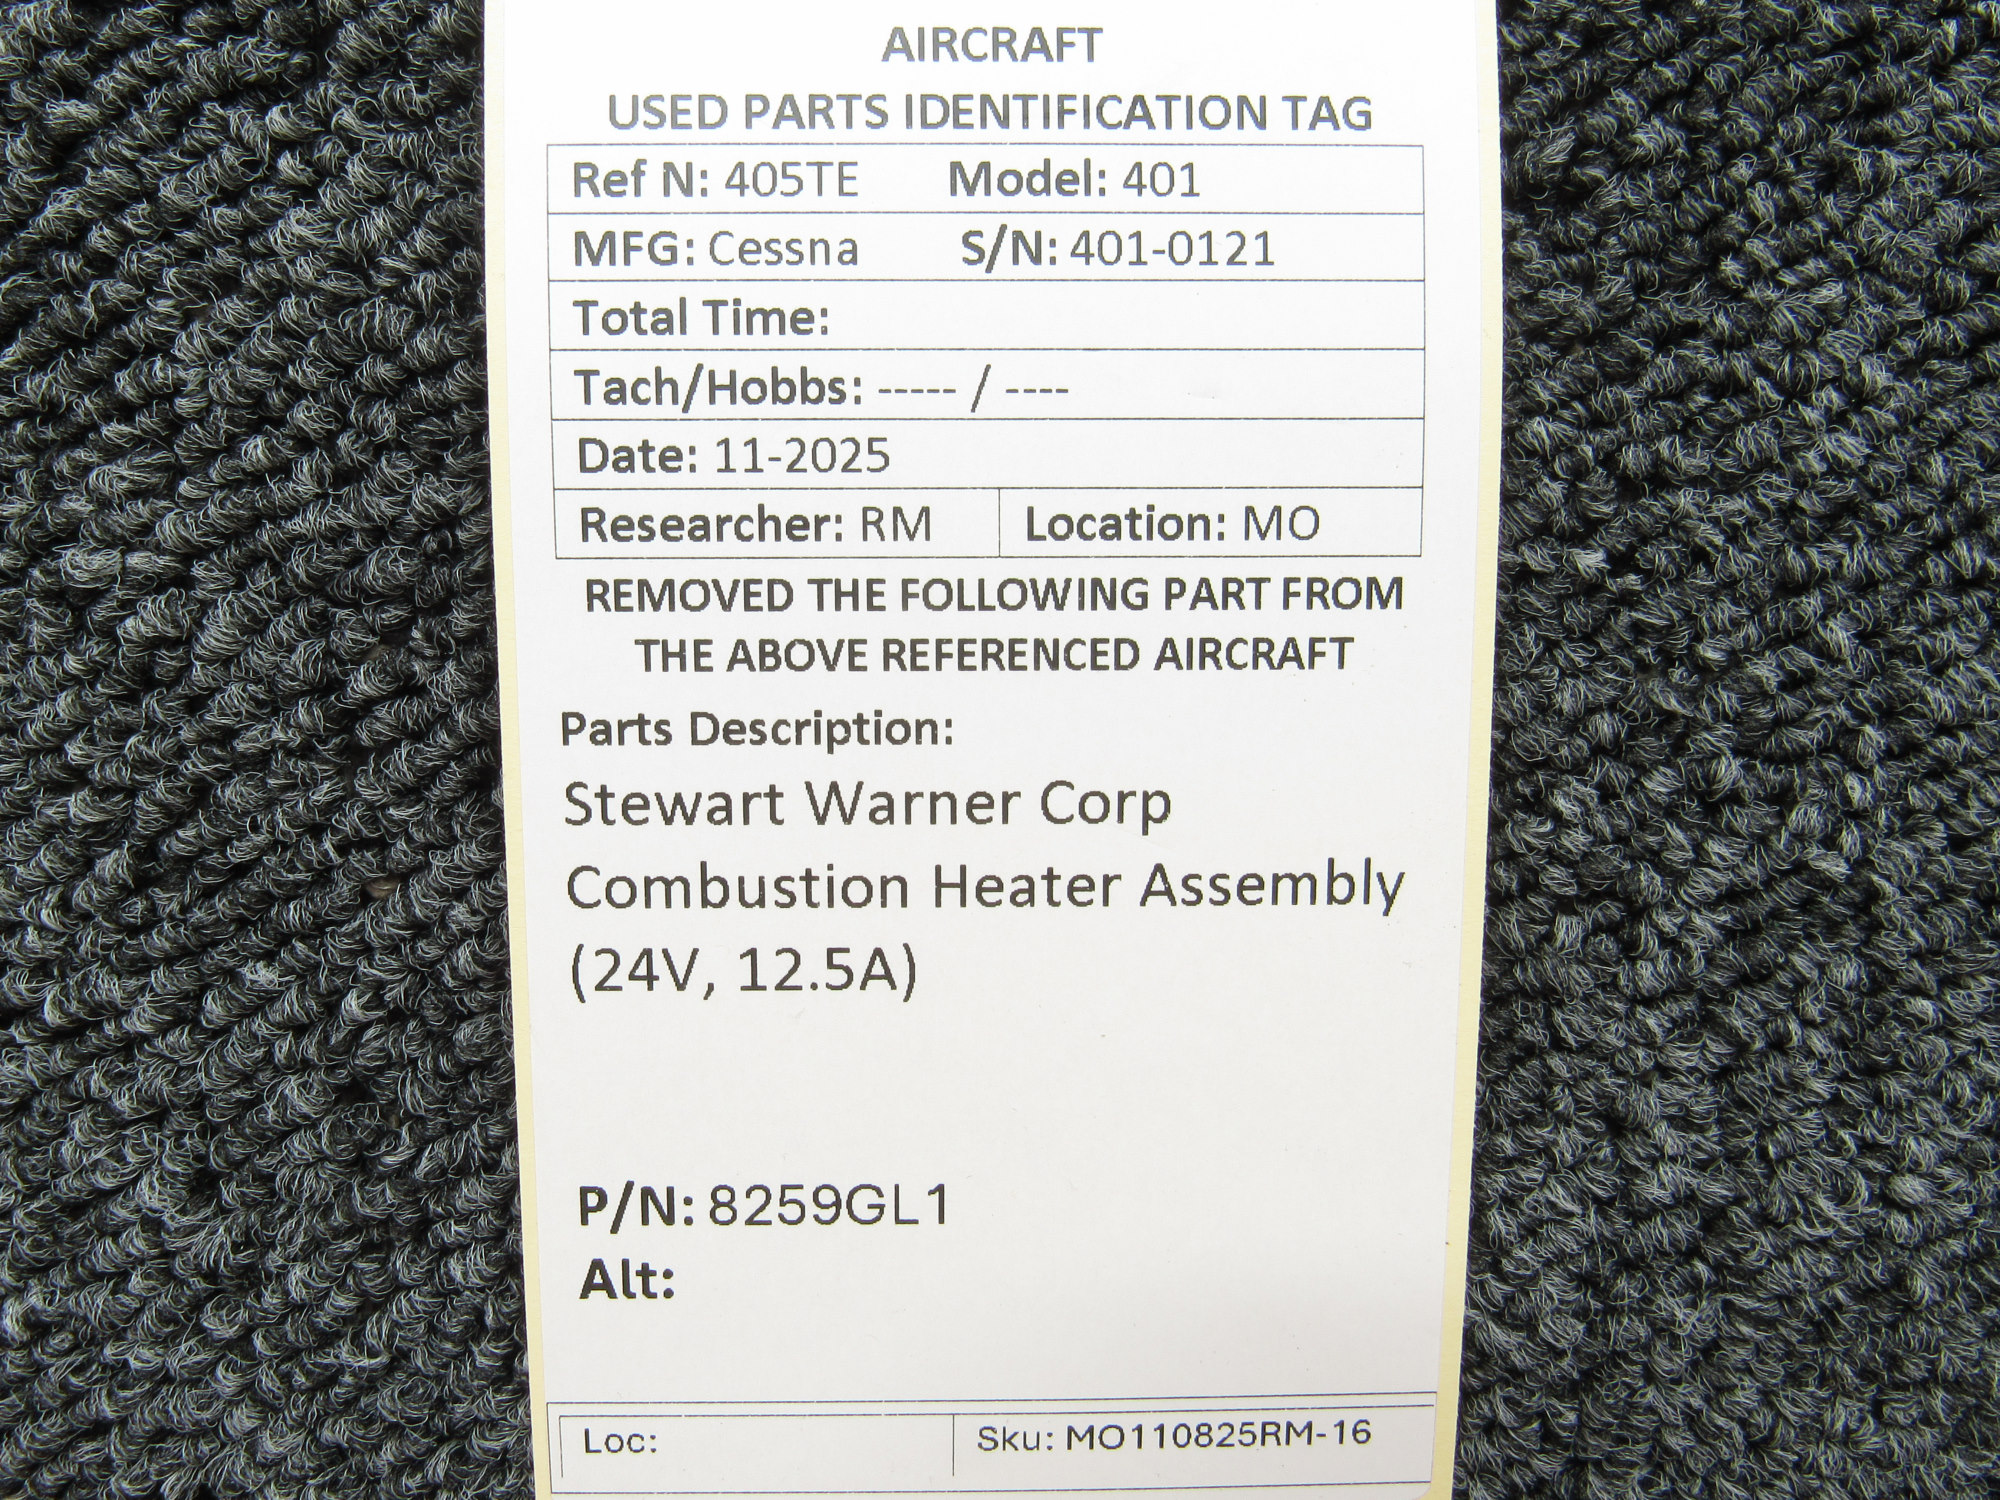 AIRCRAFT
USED PARTS IDENTIFICATION TAG
Ref N: 405TE Model: 401
MFG: Cessna S/N: 401-0121
Total Time:
Tach/Hobbs: ----- / ----
Date: 11-2025
Researcher: RM Location: MO
REMOVED THE FOLLOWING PART FROM
THE ABOVE REFERENCED AIRCRAFT
Parts Description:
Stewart Warner Corp
Combustion Heater Assembly
(24V, 12.5A)
P/N: 8259GL1
Alt:
Loc: Sku: MO110825RM-16